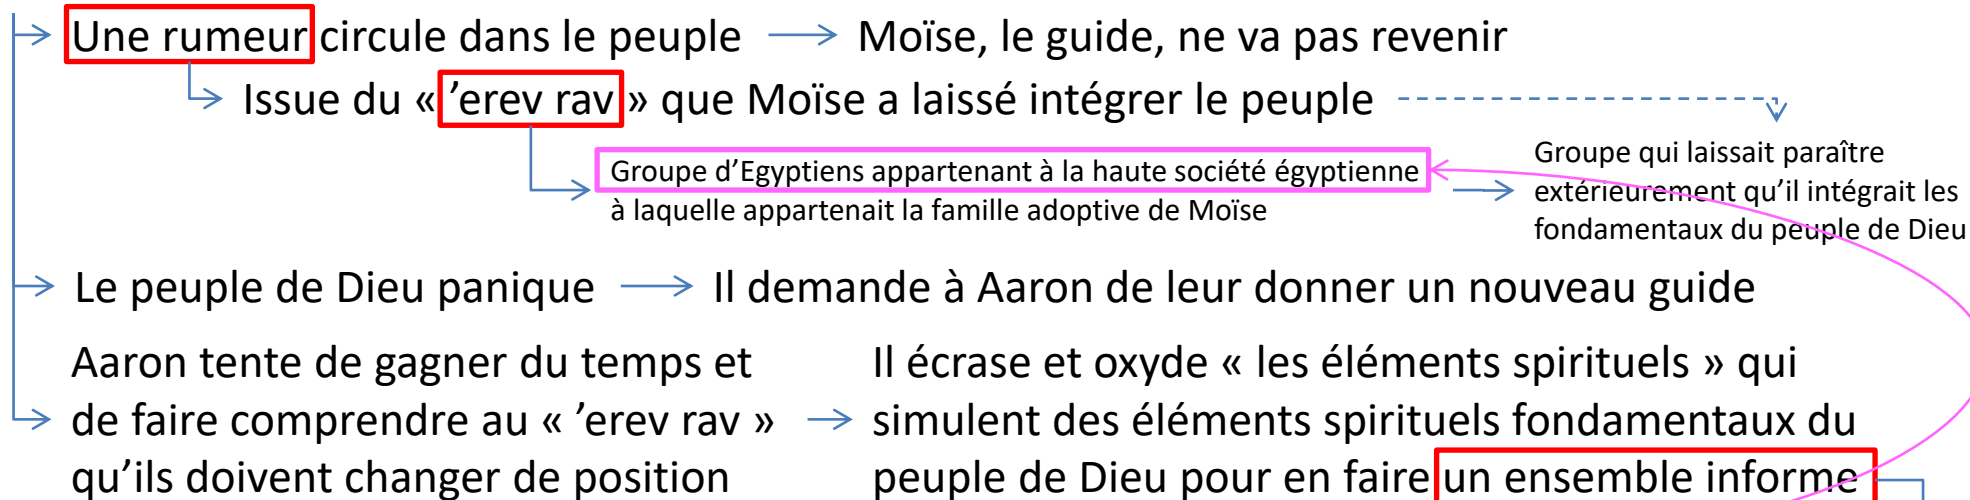 Une rumeur circule dans le peuple
Moïse, le guide, ne va pas revenir
Issue du « ’erev rav » que Moïse a laissé intégrer le peuple
Groupe d’Egyptiens appartenant à la haute société égyptienne
à laquelle appartenait la famille adoptive de Moïse
Groupe qui laissait paraître
extérieurement qu’il intégrait les
fondamentaux du peuple de Dieu
Le peuple de Dieu panique
Il demande à Aaron de leur donner un nouveau guide
Aaron tente de gagner du temps et
de faire comprendre au « ’erev rav »
qu’ils doivent changer de position
Il écrase et oxyde « les éléments spirituels » qui
simulent des éléments spirituels fondamentaux du
peuple de Dieu pour en faire un ensemble informe